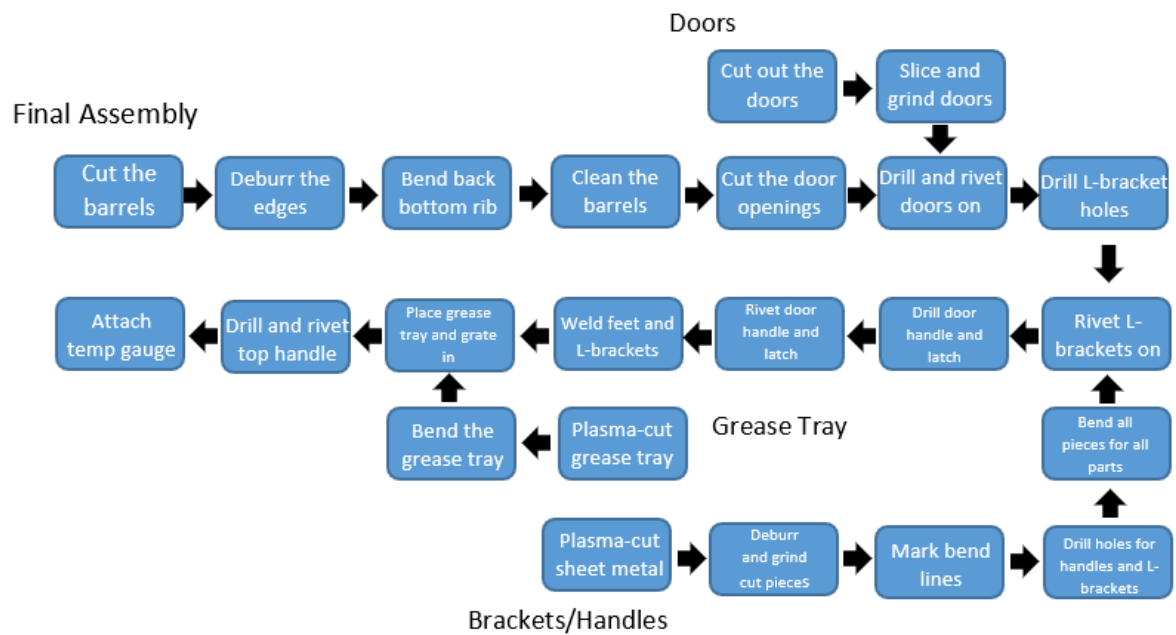 Doors
Cut out the
doors
Slice and
grind doors
Final Assembly
Cut the
barrels
Deburr the
edges
Bend back
bottom rib
Clean the
barrels
Cut the door
openings
Drill and rivet
doors on
Drill L-bracket
holes
Attach
temp gauge
Drill and rivet
top handle
Place grease
tray and grate
in
Weld feet and
L-brackets
Rivet door
handle and
latch
Drill door
handle and
latch
Rivet L-
brackets on
Bend the
grease tray
Plasma-cut
grease tray
Grease Tray
Bend all
pieces for all
parts
Plasma-cut
sheet metal
Deburr
and grind
cut pieces
Mark bend
lines
Drill holes for
handles and L-
brackets
Brackets/Handles